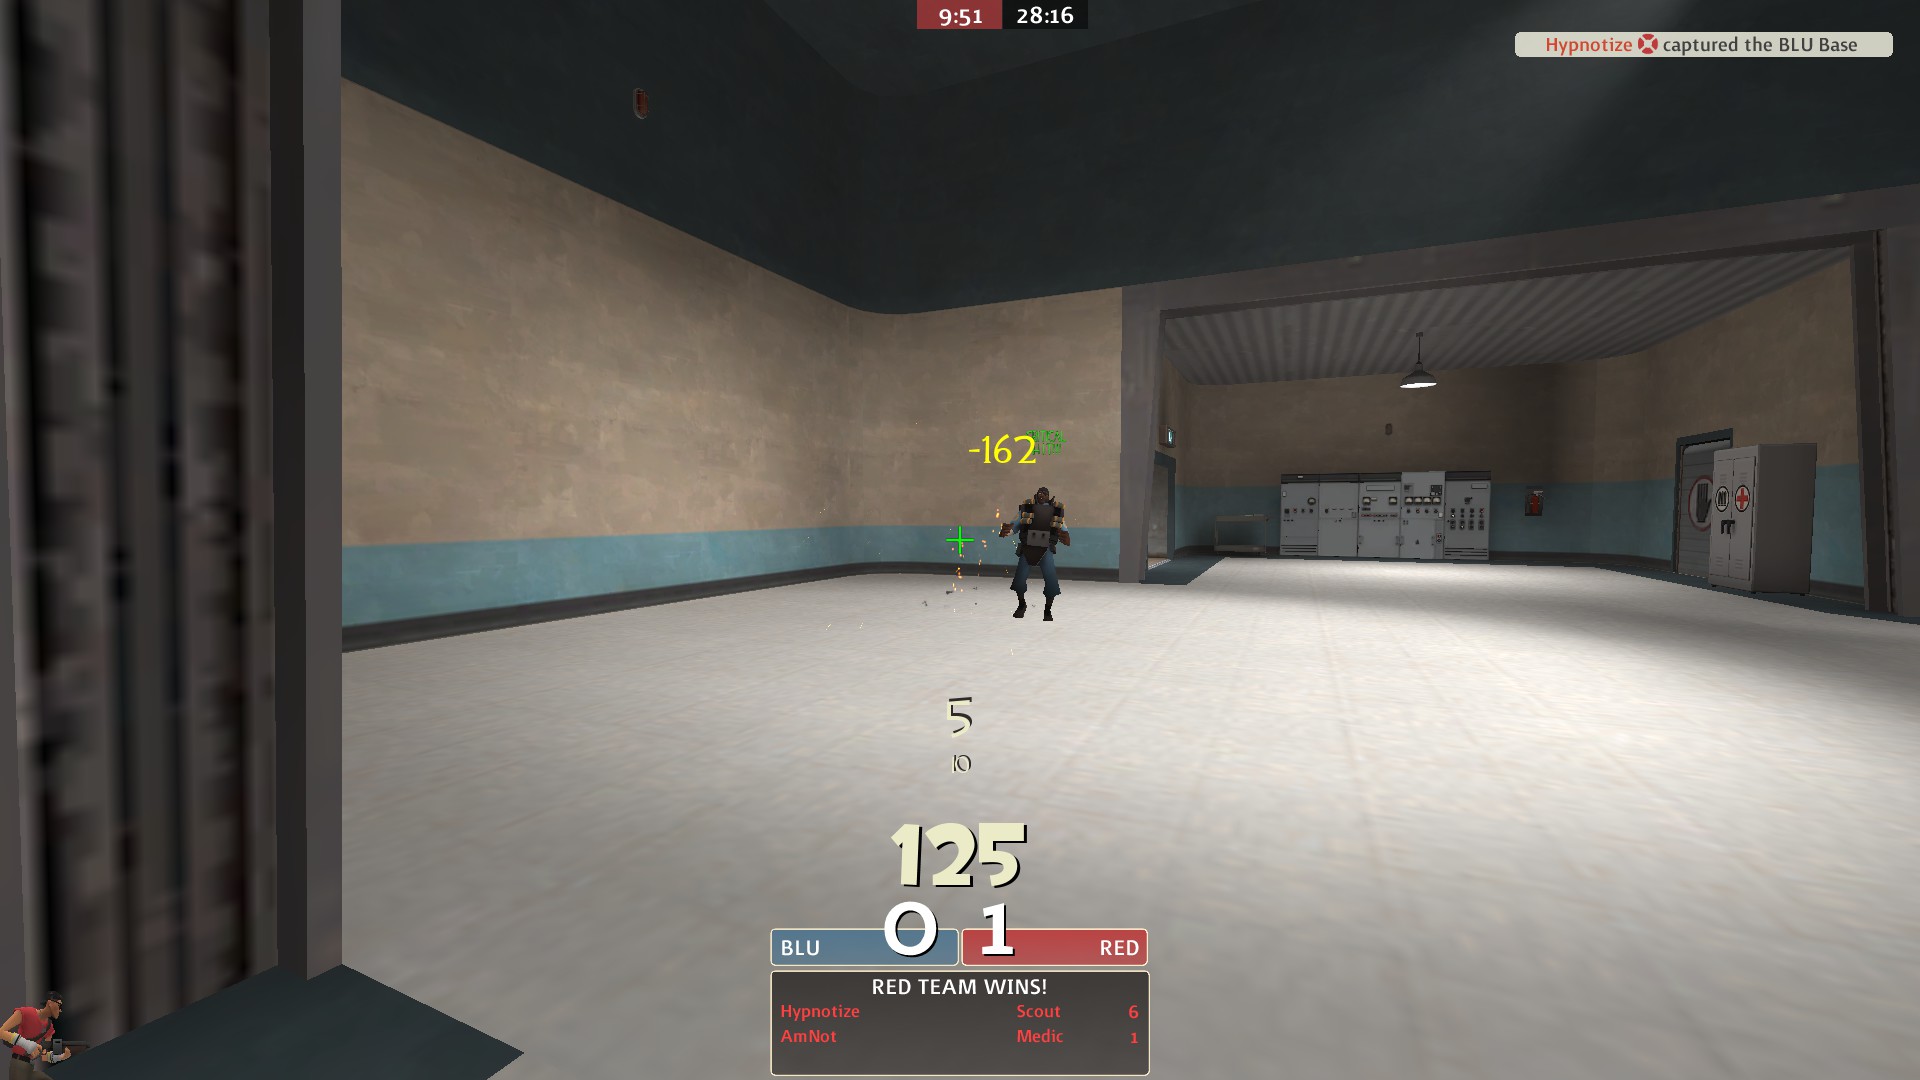 9:51 28:16
Hypnotize captured the BLU Base
-162
5
10
125
BLU 0 1 RED
RED TEAM WINS!
Hypnotize Scout 6
AmNot Medic 1